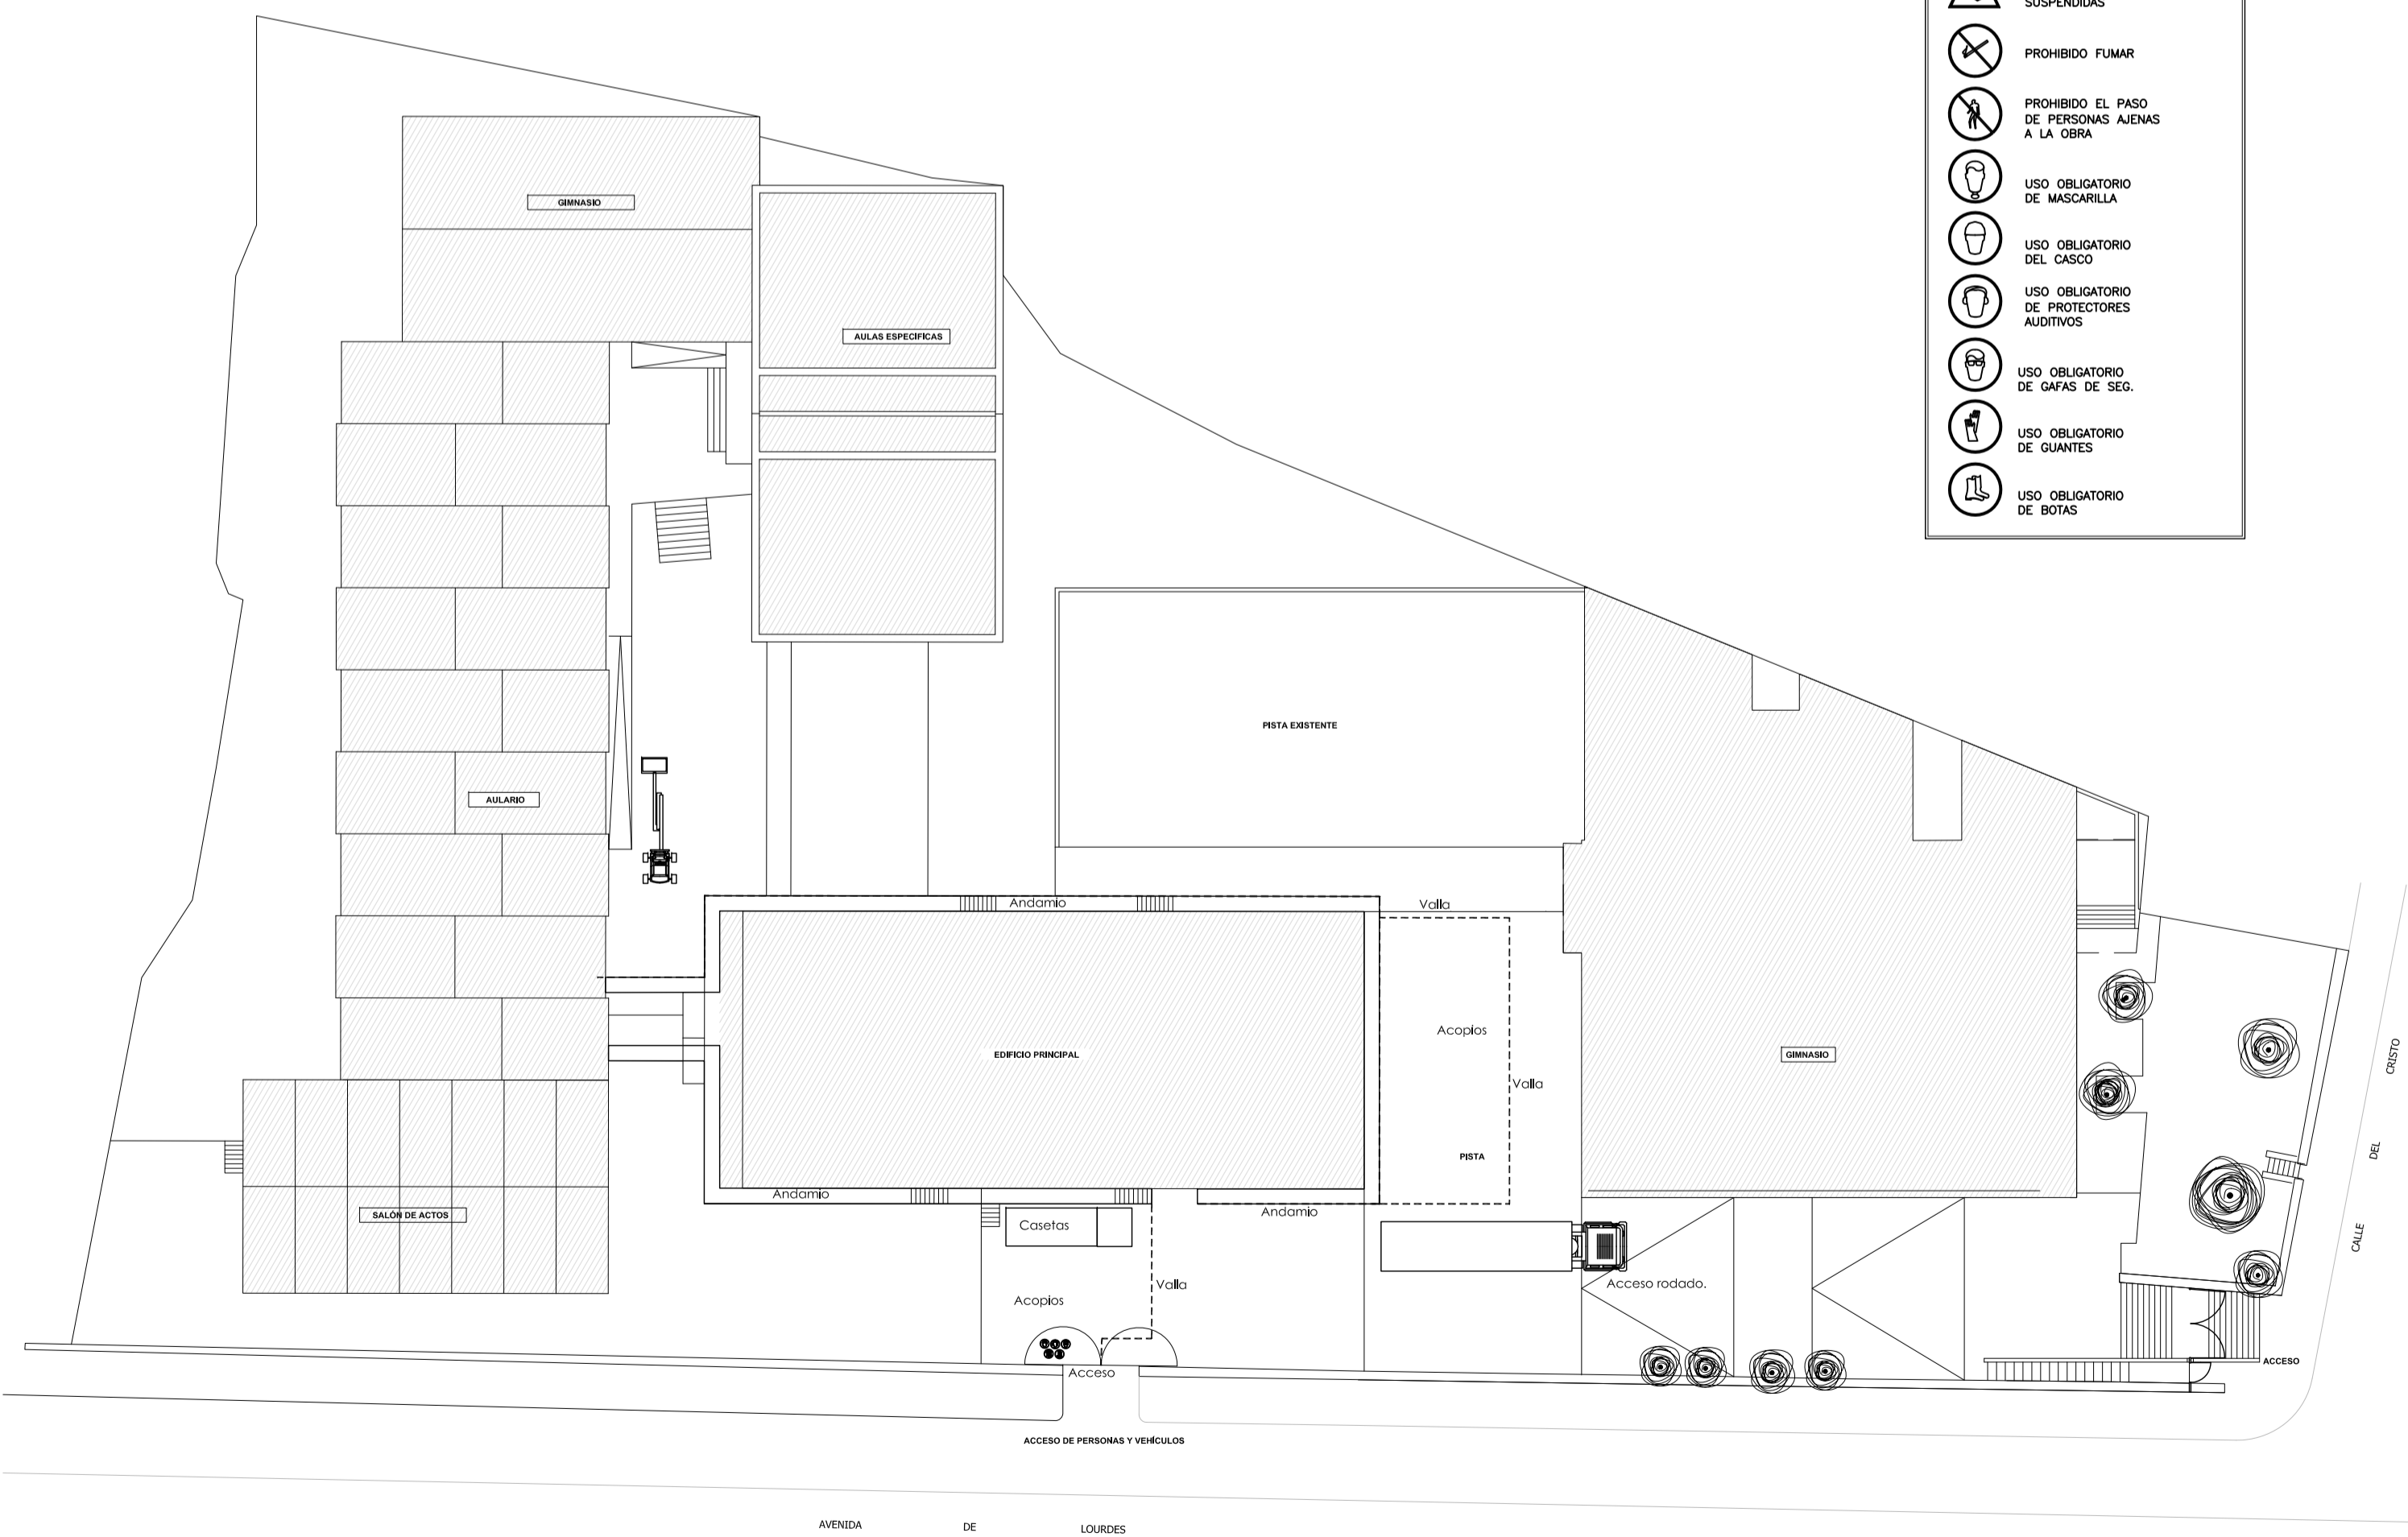 SUSPENDIDAS
PROHIBIDO FUMAR
PROHIBIDO EL PASO
DE PERSONAS AJENAS
A LA OBRA
USO OBLIGATORIO
DE MASCARILLA
USO OBLIGATORIO
DEL CASCO
USO OBLIGATORIO
DE PROTECTORES
AUDITIVOS
USO OBLIGATORIO
DE GAFAS DE SEG.
USO OBLIGATORIO
DE GUANTES
USO OBLIGATORIO
DE BOTAS
GIMNASIO
AULAS ESPECÍFICAS
PISTA EXISTENTE
AULARIO
Andamio
Valla
Acopios
EDIFICIO PRINCIPAL
GIMNASIO
Valla
PISTA
Andamio
SALÓN DE ACTOS
Casetas
Andamio
Valla
Acceso rodado.
Acopios
Acceso
ACCESO
ACCESO DE PERSONAS Y VEHÍCULOS
AVENIDA DE LOURDES
CALLE DEL CRISTO